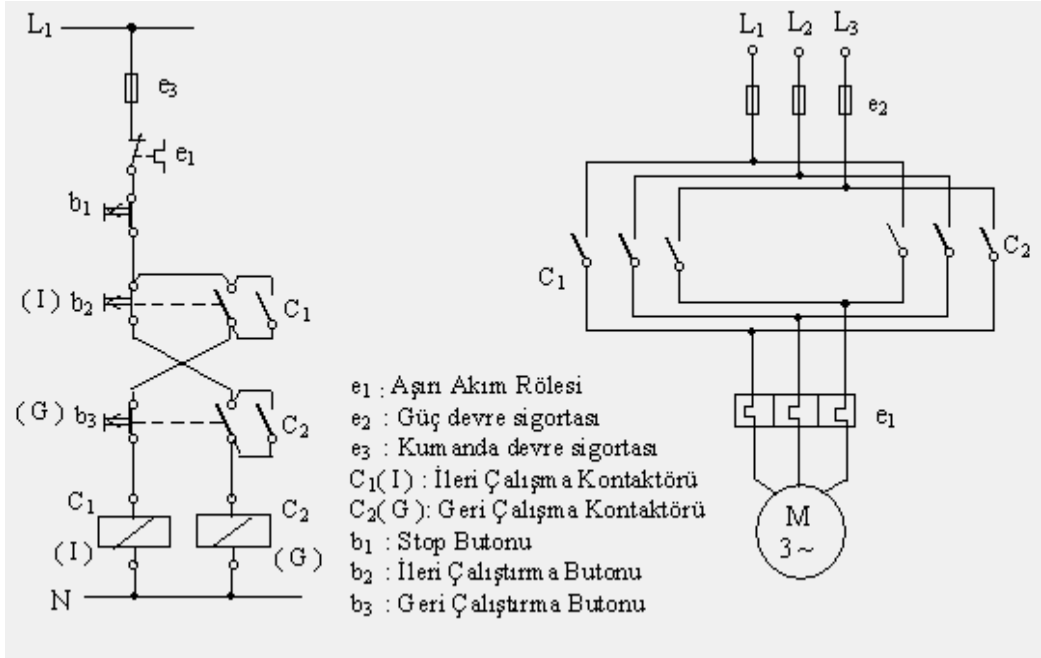 L₁
e₃
e₁
b₁
(I) b₂
C₁
(G) b₃
C₂
C₁
(I)
C₂
(G)
N
L₁ L₂ L₃
e₂
C₁
C₂
e₁
M
3~
e₁ : Aşırı Akım Rölesi
e₂ : Güç devre sigortası
e₃ : Kumanda devre sigortası
C₁(I) : İleri Çalışma Kontaktörü
C₂(G): Geri Çalışma Kontaktörü
b₁ : Stop Butonu
b₂ : İleri Çalıştırma Butonu
b₃ : Geri Çalıştırma Butonu